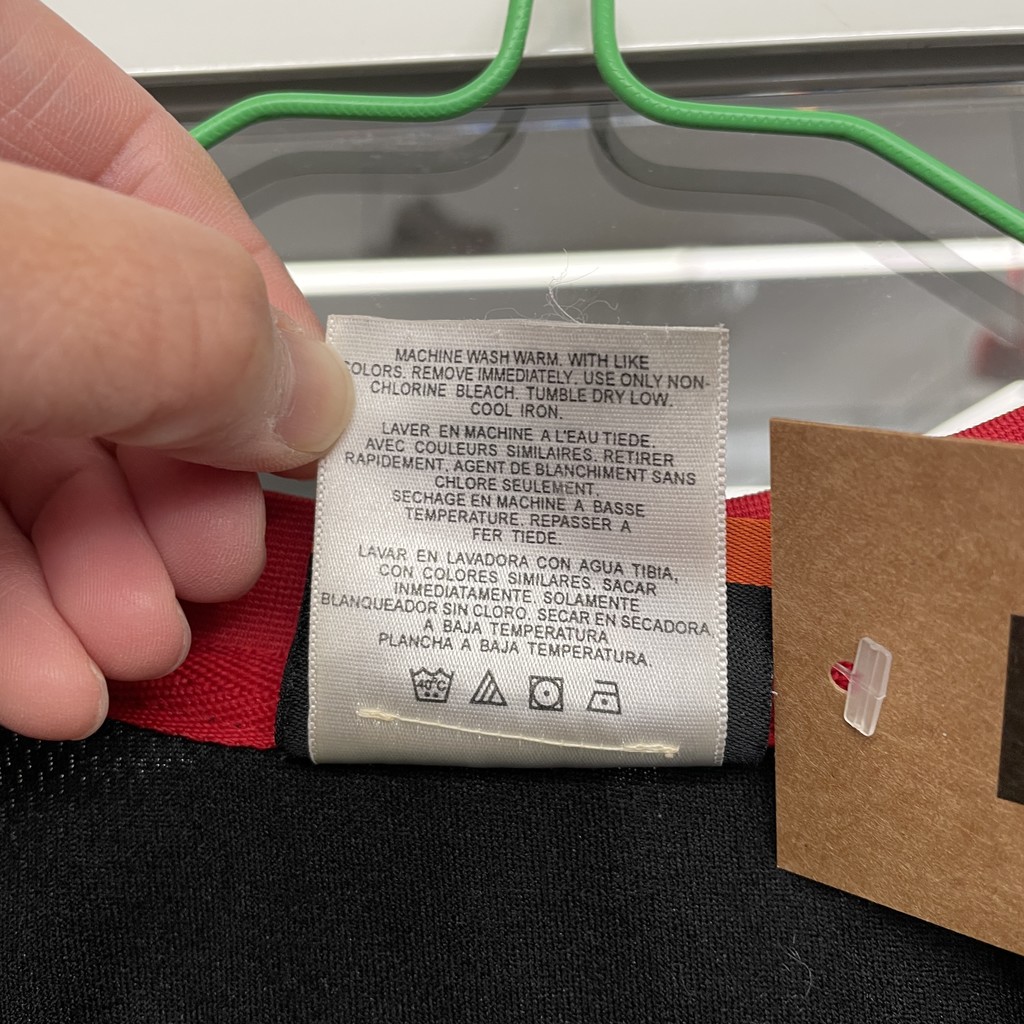 MACHINE WASH WARM. WITH LIKE
COLORS. REMOVE IMMEDIATELY. USE ONLY NON-
CHLORINE BLEACH. TUMBLE DRY LOW.
COOL IRON.
LAVER EN MACHINE A L'EAU TIEDE.
AVEC COULEURS SIMILAIRES. RETIRER
RAPIDEMENT. AGENT DE BLANCHIMENT SANS
CHLORE SEULEMENT.
SECHAGE EN MACHINE A BASSE
TEMPERATURE. REPASSER A
FER TIEDE.
LAVAR EN LAVADORA CON AGUA TIBIA,
CON COLORES SIMILARES. SACAR
INMEDIATAMENTE SOLAMENTE
BLANQUEADOR SIN CLORO. SECAR EN SECADORA
A BAJA TEMPERATURA
PLANCHA A BAJA TEMPERATURA.
40°C